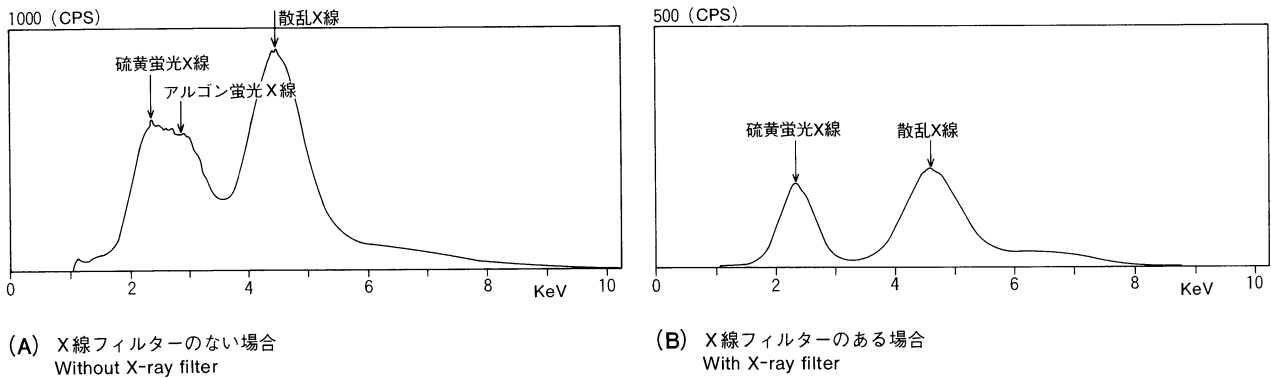 1000 (CPS)
散乱X線
硫黄蛍光X線
アルゴン蛍光X線
0 2 4 6 8 10
KeV
(A) X線フィルターのない場合
Without X-ray filter
500 (CPS)
硫黄蛍光X線
散乱X線
0 2 4 6 8 10
KeV
(B) X線フィルターのある場合
With X-ray filter